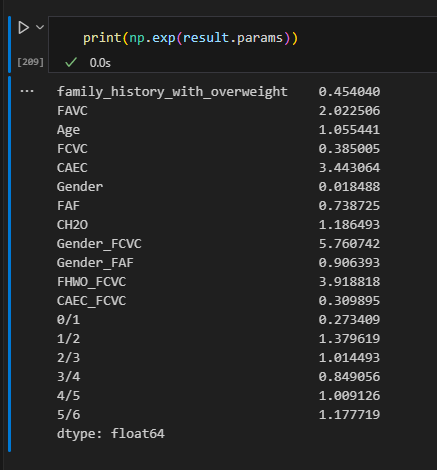 print(np.exp(result.params))
[209] 0.0s
... family_history_with_overweight 0.454040
FAVC 2.022506
Age 1.055441
FCVC 0.385005
CAEC 3.443064
Gender 0.018488
FAF 0.738725
CH2O 1.186493
Gender_FCVC 5.760742
Gender_FAF 0.906393
FHWO_FCVC 3.918818
CAEC_FCVC 0.309895
0/1 0.273409
1/2 1.379619
2/3 1.014493
3/4 0.849056
4/5 1.009126
5/6 1.177719
dtype: float64